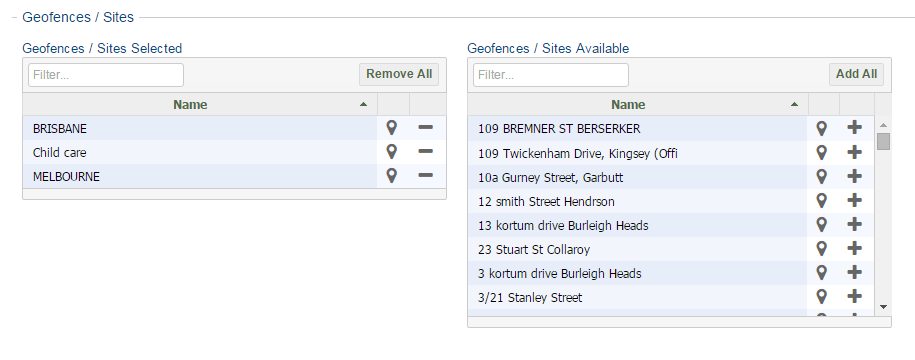 Geofences / Sites
Geofences / Sites Selected
Filter...
Remove All
Name
BRISBANE
Child care
MELBOURNE
Geofences / Sites Available
Filter...
Add All
Name
109 BREMNER ST BERSERKER
109 Twickenham Drive, Kingsey (Offi
10a Gurney Street, Garbutt
12 smith Street Hendrson
13 kortum drive Burleigh Heads
23 Stuart St Collaroy
3 kortum drive Burleigh Heads
3/21 Stanley Street